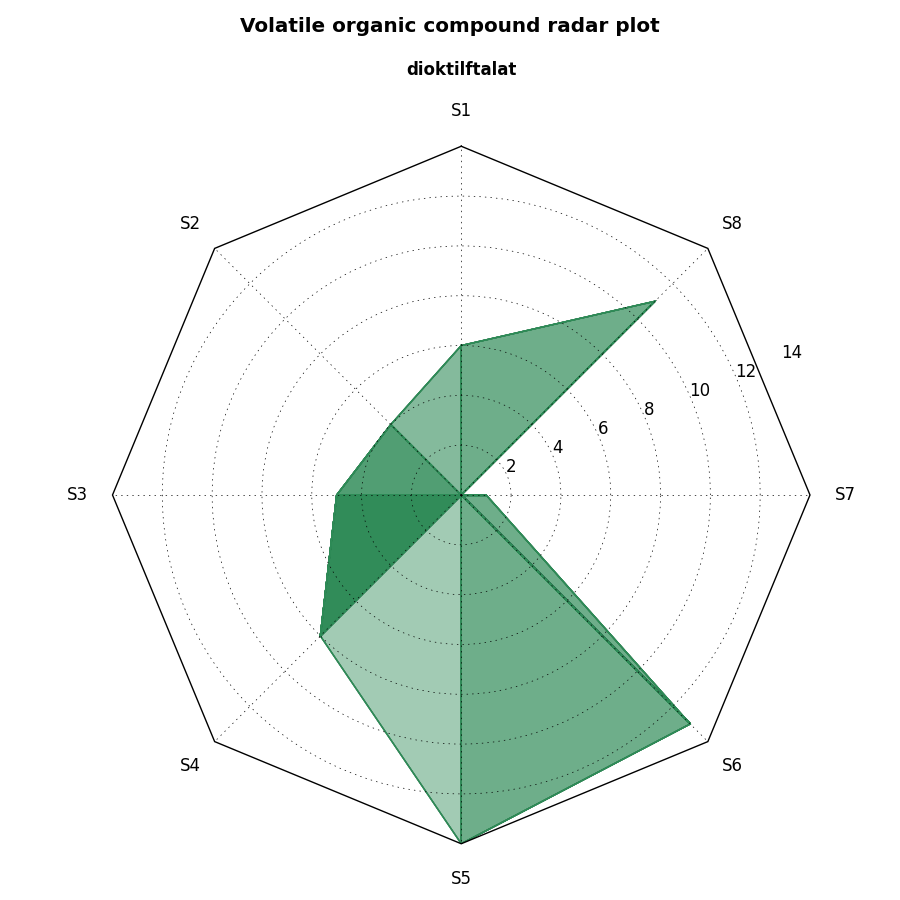 Volatile organic compound radar plot
dioktilftalat
S1
S2
S8
14
12
10
8
6
4
2
S3
S7
S4
S6
S5